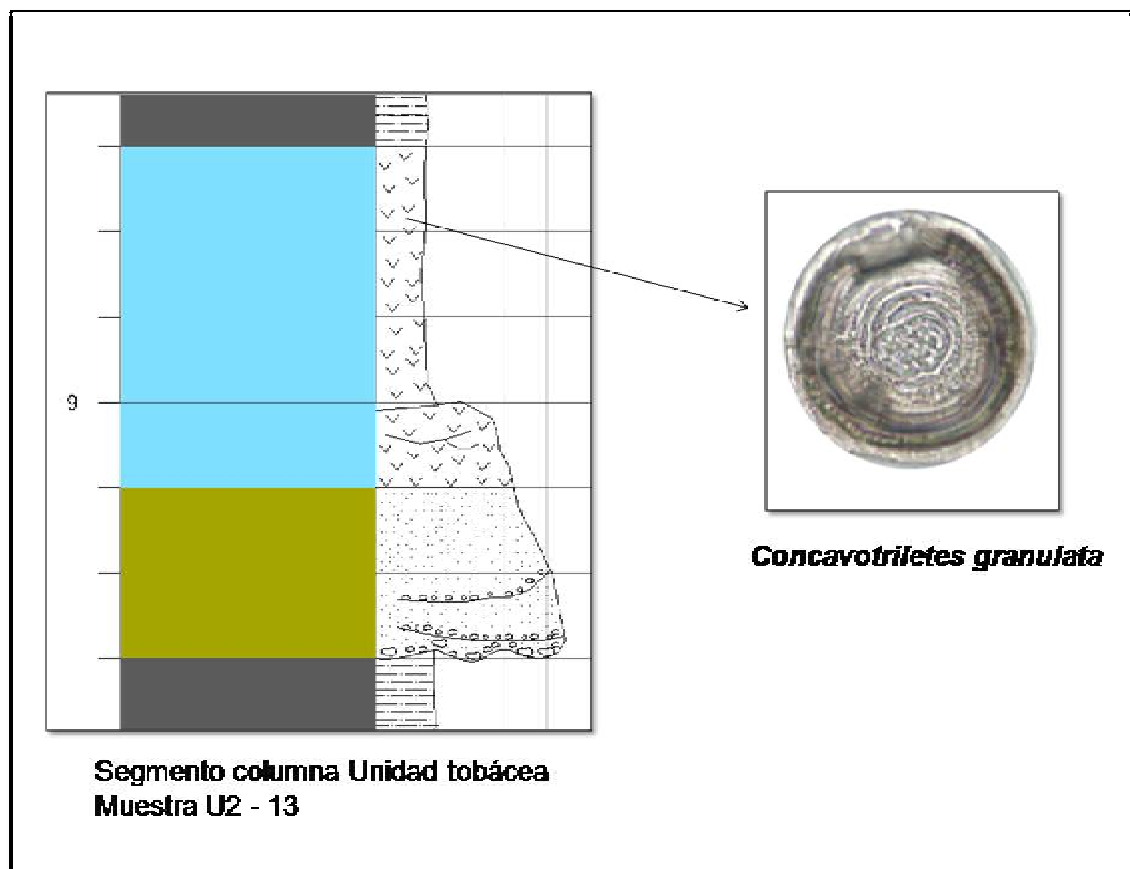 9
Concavotriletes granulata
Segmento columna Unidad tobácea
Muestra U2 - 13